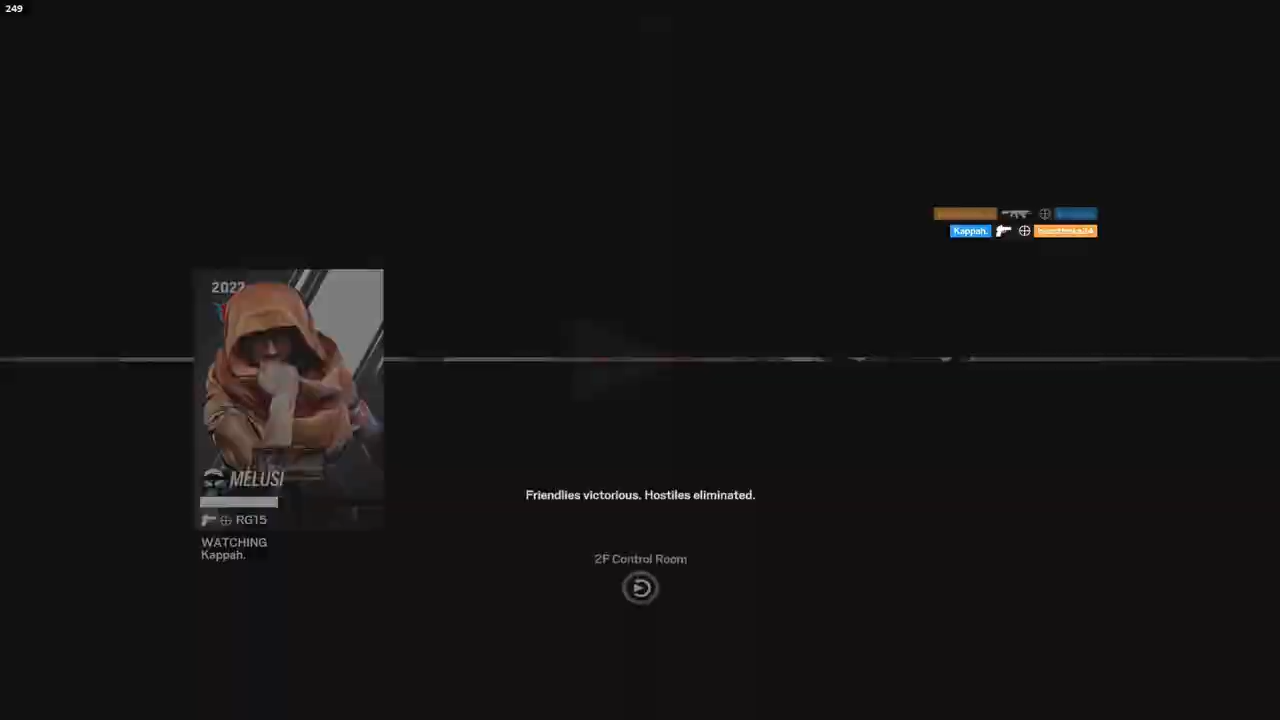 249
Kappah.
2022
MELUSI
RG15
WATCHING
Kappah.
Friendlies victorious. Hostiles eliminated.
2F Control Room